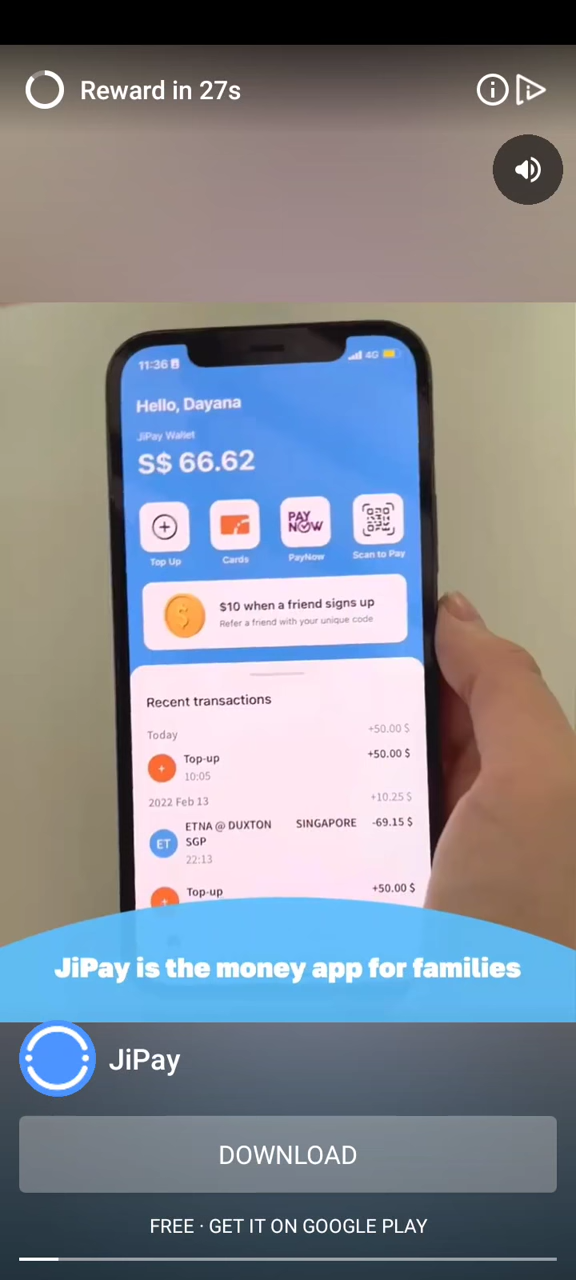 Reward in 27s
11:36
4G
Hello, Dayana
JiPay Wallet
S$ 66.62
PAY NOW
Top Up Cards PayNow Scan to Pay
$10 when a friend signs up
Refer a friend with your unique code
Recent transactions
Today +50.00 $
Top-up +50.00 $
10:05
2022 Feb 13 +10.25 $
ET ETNA @ DUXTON SINGAPORE -69.15 $
SGP
22:13
Top-up +50.00 $
JiPay is the money app for families
JiPay
DOWNLOAD
FREE · GET IT ON GOOGLE PLAY